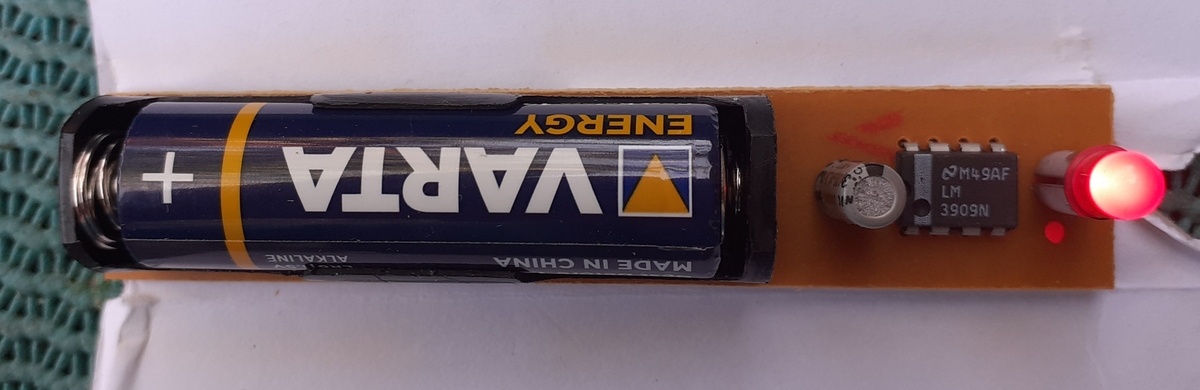 ENERGY
VARTA
+
MADE IN CHINA
ALKALINE
M49AF
LM
3909N